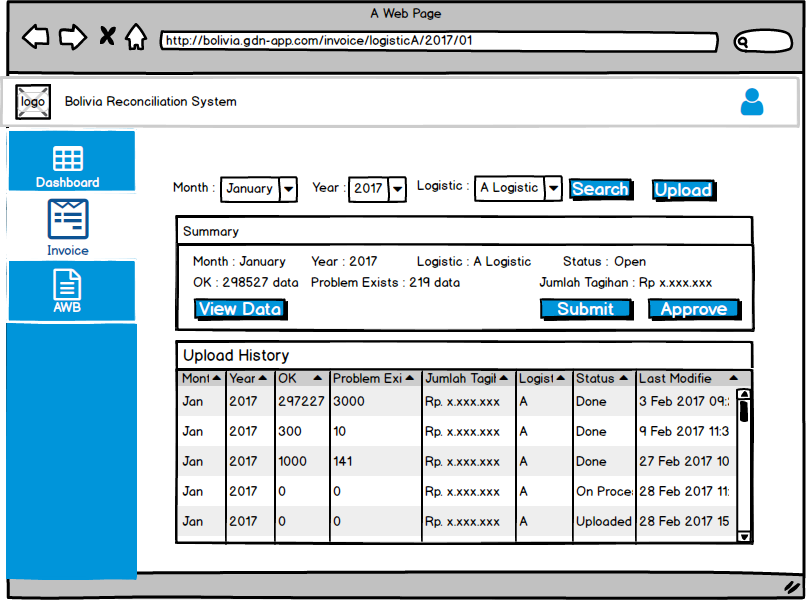 A Web Page
http://bolivia.gdn-app.com/invoice/logisticA/2017/01
logo Bolivia Reconciliation System
Dashboard
Invoice
AWB
Month : January Year : 2017 Logistic : A Logistic Search Upload
Summary
Month : January Year : 2017 Logistic : A Logistic Status : Open
OK : 298527 data Problem Exists : 219 data Jumlah Tagihan : Rp x.xxx.xxx
View Data Submit Approve
Upload History
Mont Year OK Problem Exi Jumlah Tagil Logist Status Last Modifie
Jan 2017 297227 3000 Rp. x.xxx.xxx A Done 3 Feb 2017 09:
Jan 2017 300 10 Rp. x.xxx.xxx A Done 9 Feb 2017 11:3
Jan 2017 1000 141 Rp. x.xxx.xxx A Done 27 Feb 2017 10
Jan 2017 0 0 Rp. x.xxx.xxx A On Proce 28 Feb 2017 11:
Jan 2017 0 0 Rp. x.xxx.xxx A Uploaded 28 Feb 2017 15